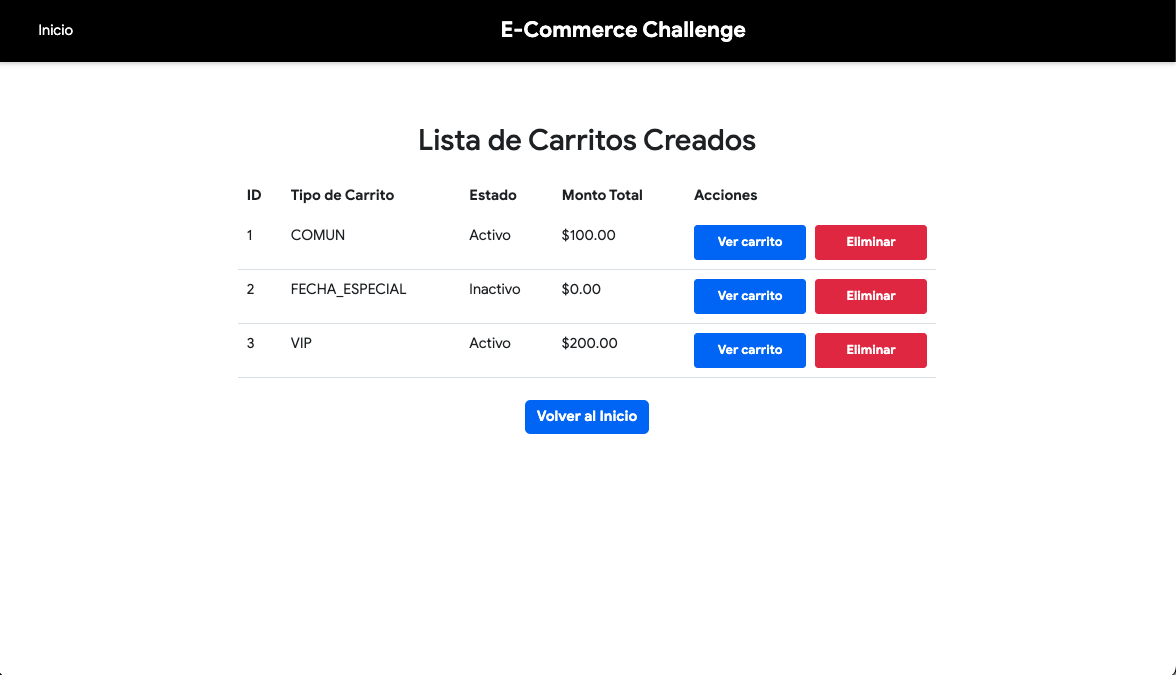 Inicio E-Commerce Challenge
Lista de Carritos Creados
ID Tipo de Carrito Estado Monto Total Acciones
1 COMUN Activo $100.00 Ver carrito Eliminar
2 FECHA_ESPECIAL Inactivo $0.00 Ver carrito Eliminar
3 VIP Activo $200.00 Ver carrito Eliminar
Volver al Inicio